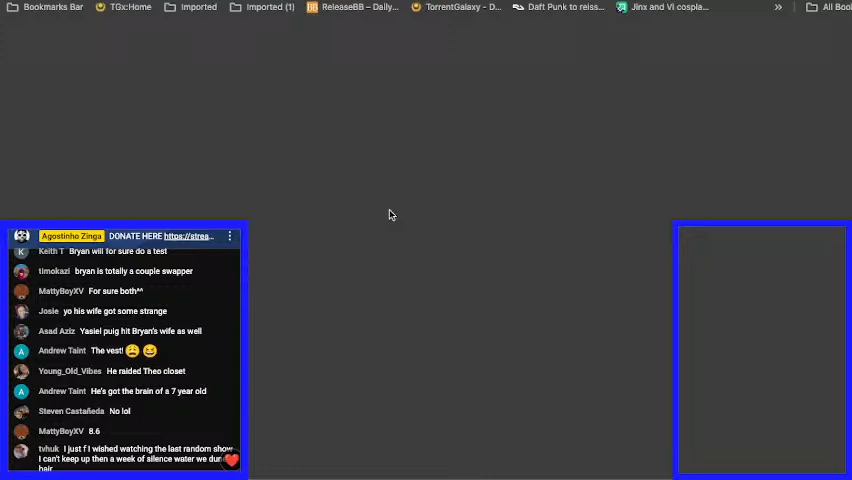 Bookmarks Bar TGx:Home Imported Imported (1) ReleaseBB – Daily... TorrentGalaxy - D... Daft Punk to reiss... Jinx and Vi cospla... » All Boo
Agostinho Zinga DONATE HERE https://strea...
Keith T Bryan will for sure do a test
timokazi bryan is totally a couple swapper
MattyBoyXV For sure both^^
Josie yo his wife got some strange
Asad Aziz Yasiel puig hit Bryan's wife as well
Andrew Taint The vest! 😩 😆
Young_Old_Vibes He raided Theo closet
Andrew Taint He's got the brain of a 7 year old
Steven Castañeda No lol
MattyBoyXV 8.6
tvhuk I just f I wished watching the last random show
I can't keep up then a week of silence water we dun
hair